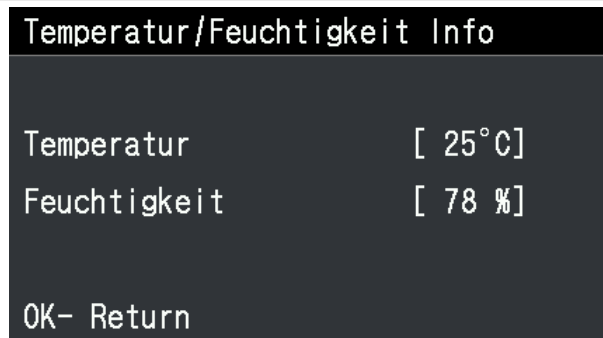 Temperatur/Feuchtigkeit Info
Temperatur [ 25°C]
Feuchtigkeit [ 78 %]
OK- Return